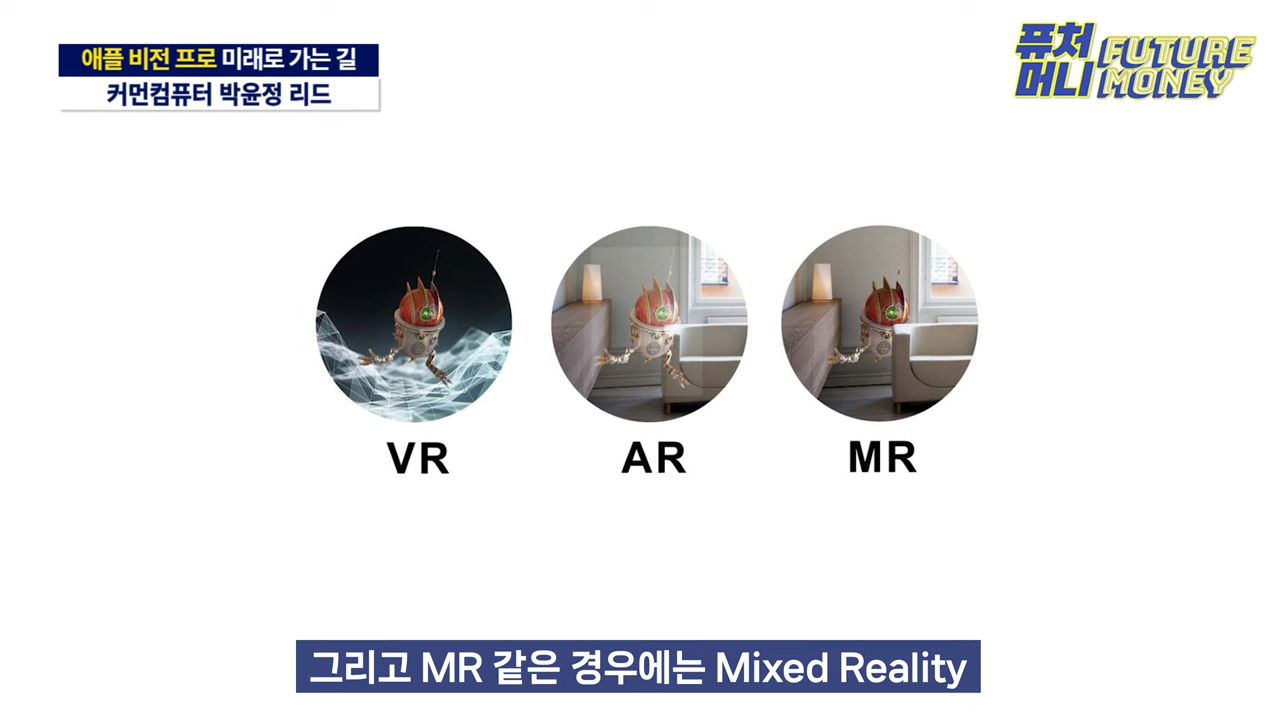 애플 비전 프로 미래로 가는 길
커먼컴퓨터 박윤정 리드
퓨처 FUTURE
머니 MONEY
VR AR MR
그리고 MR 같은 경우에는 Mixed Reality